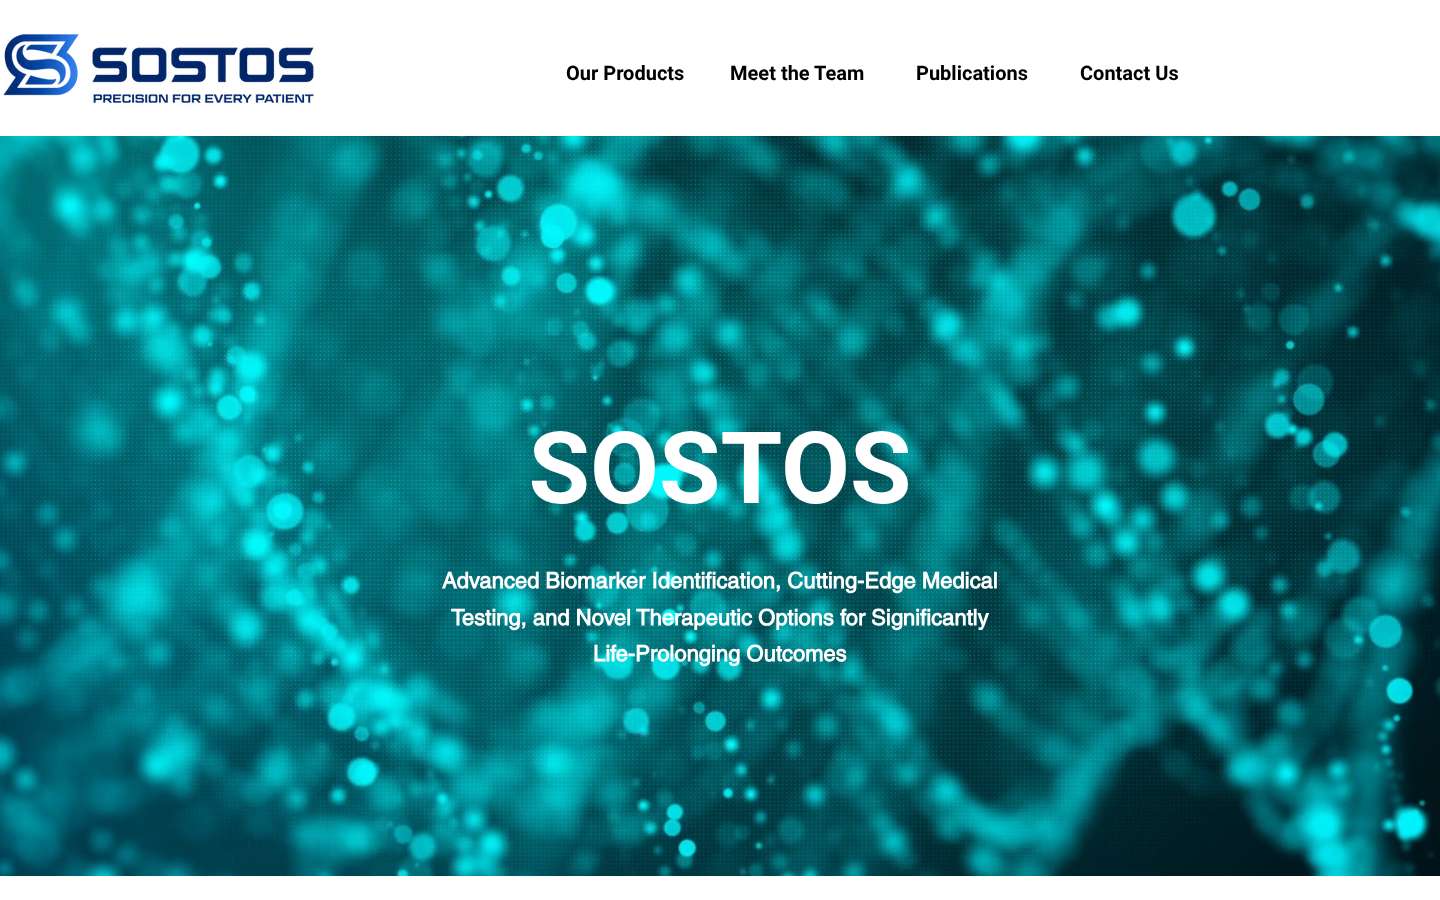 SOSTOS
PRECISION FOR EVERY PATIENT
Our Products
Meet the Team
Publications
Contact Us
SOSTOS
Advanced Biomarker Identification, Cutting-Edge Medical
Testing, and Novel Therapeutic Options for Significantly
Life-Prolonging Outcomes